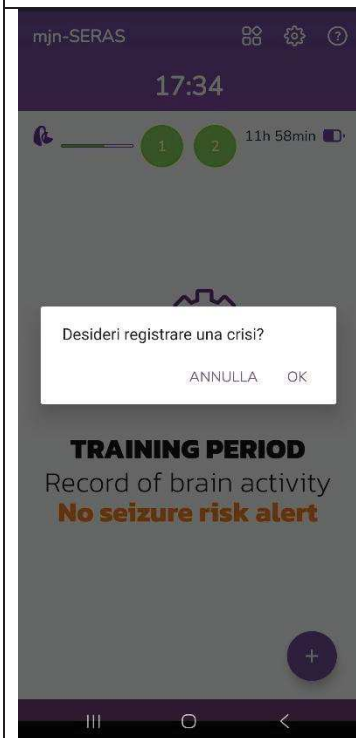 mjn-SERAS
17:34
1 2 11h 58min
Desideri registrare una crisi?
ANNULLA OK
TRAINING PERIOD
Record of brain activity
No seizure risk alert